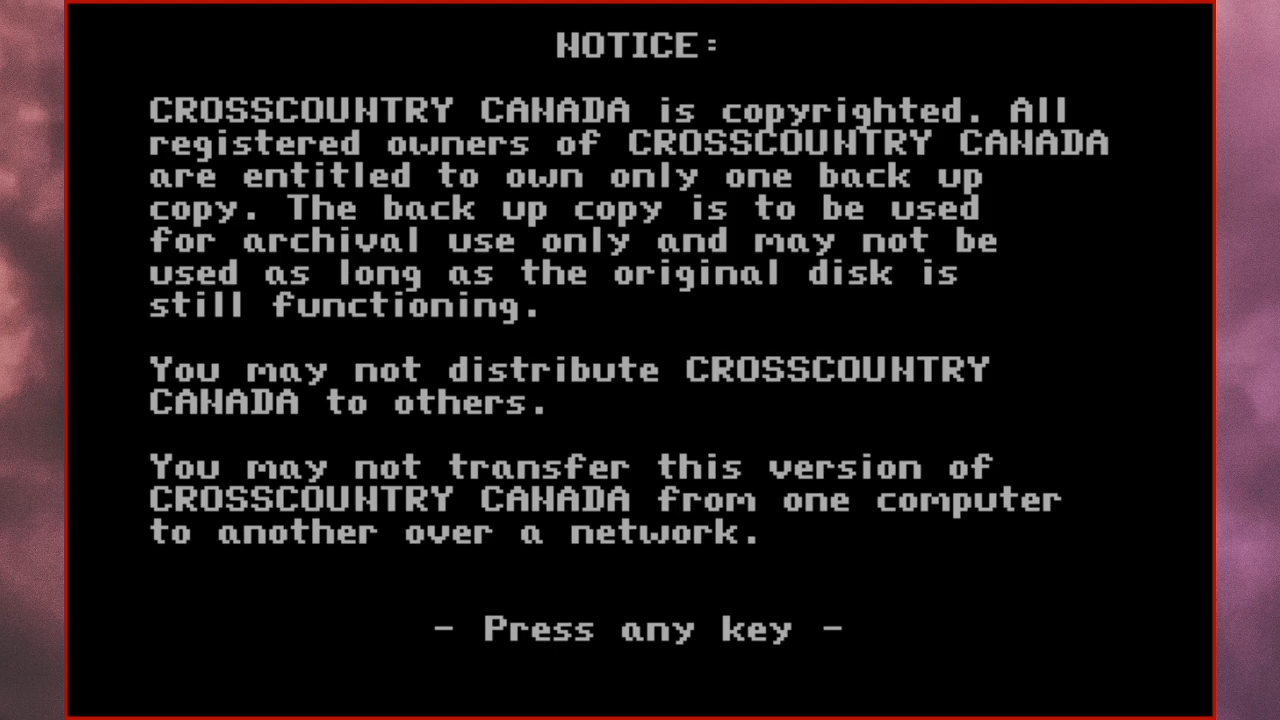 NOTICE:
CROSSCOUNTRY CANADA is copyrighted. All
registered owners of CROSSCOUNTRY CANADA
are entitled to own only one back up
copy. The back up copy is to be used
for archival use only and may not be
used as long as the original disk is
still functioning.
You may not distribute CROSSCOUNTRY
CANADA to others.
You may not transfer this version of
CROSSCOUNTRY CANADA from one computer
to another over a network.
- Press any key -